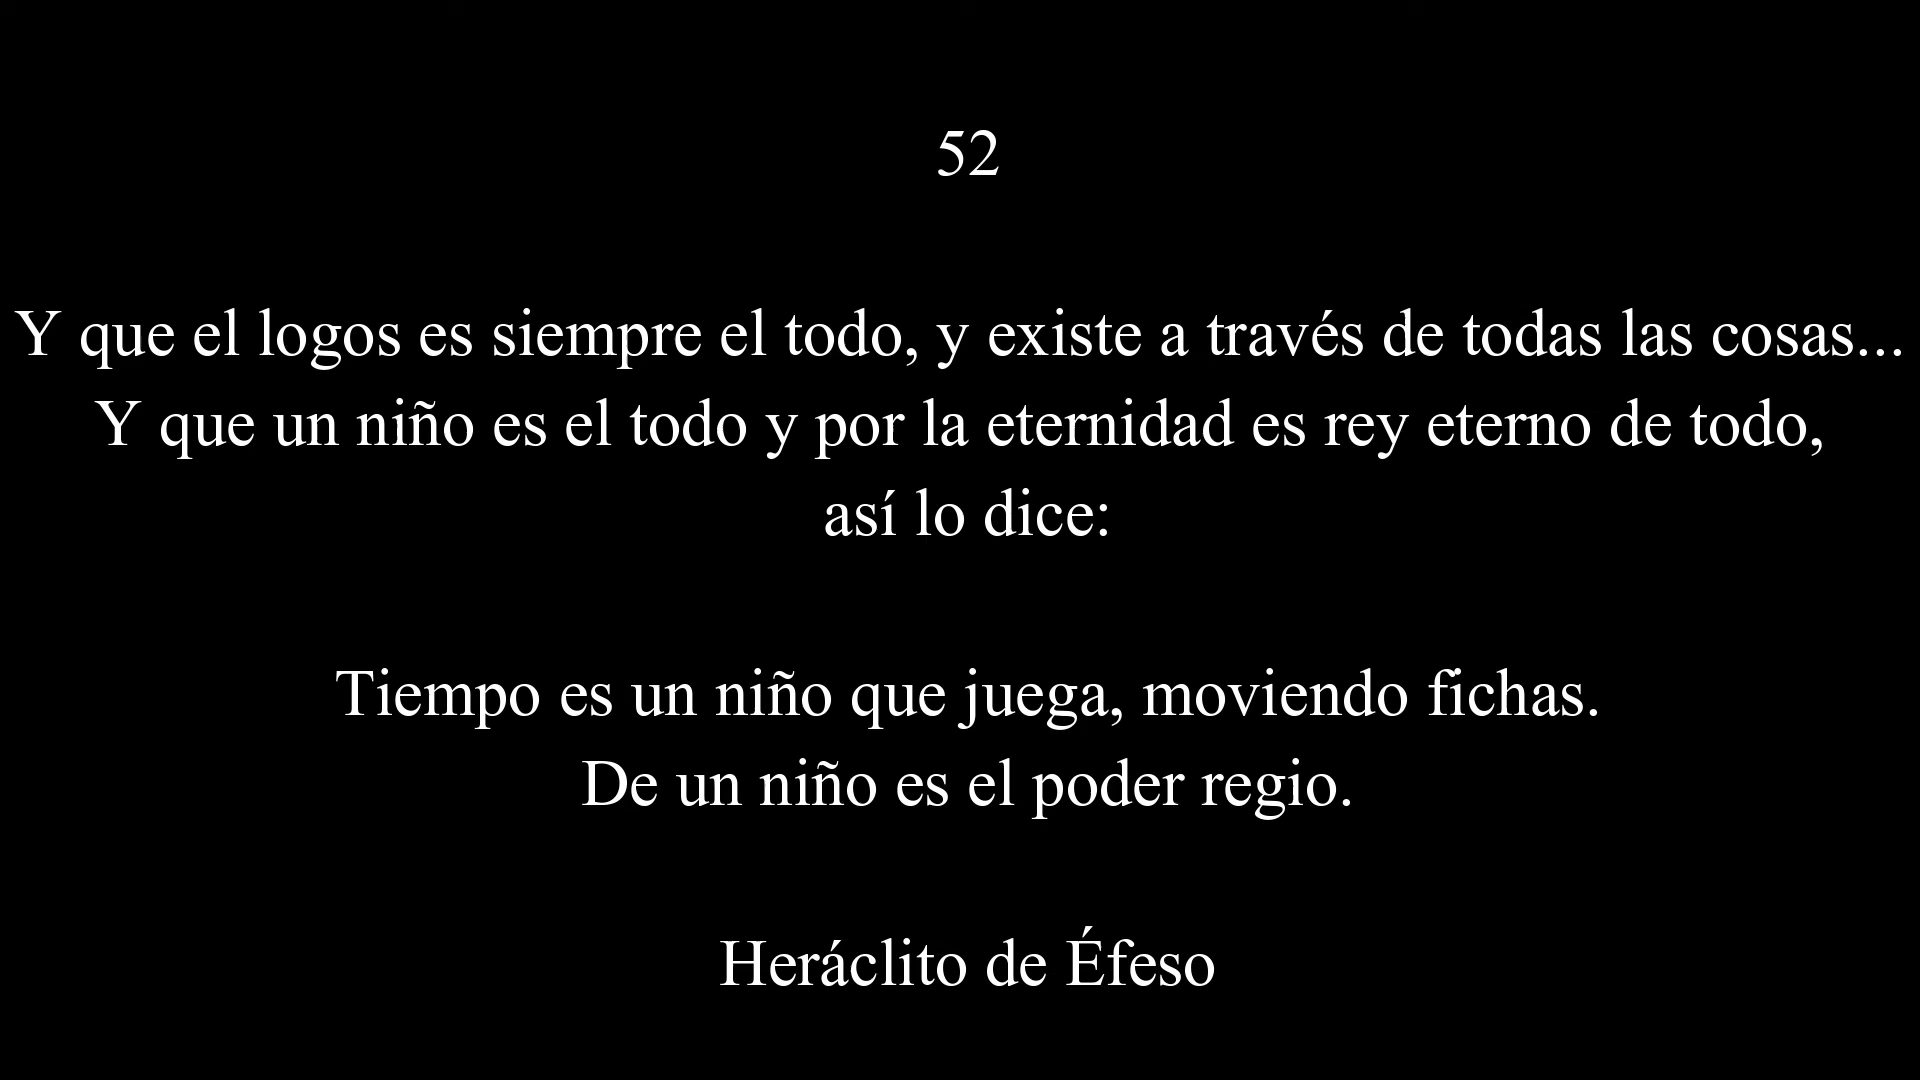 52
Y que el logos es siempre el todo, y existe a través de todas las cosas...
Y que un niño es el todo y por la eternidad es rey eterno de todo,
así lo dice:
Tiempo es un niño que juega, moviendo fichas.
De un niño es el poder regio.
Heráclito de Éfeso